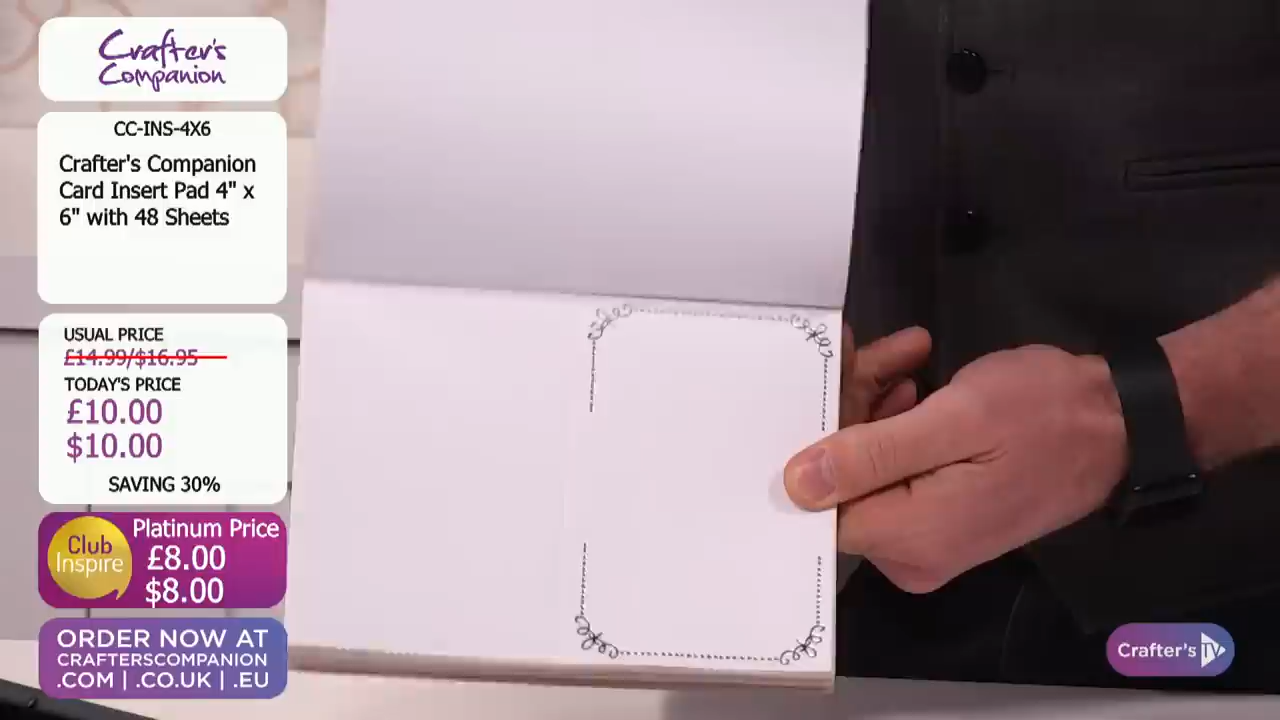 Crafter's
Companion
CC-INS-4X6
Crafter's Companion
Card Insert Pad 4" x
6" with 48 Sheets
USUAL PRICE
£14.99/$16.95
TODAY'S PRICE
£10.00
$10.00
SAVING 30%
Club
Inspire
Platinum Price
£8.00
$8.00
ORDER NOW AT
CRAFTERSCOMPANION
.COM | .CO.UK | .EU
Crafter's TV